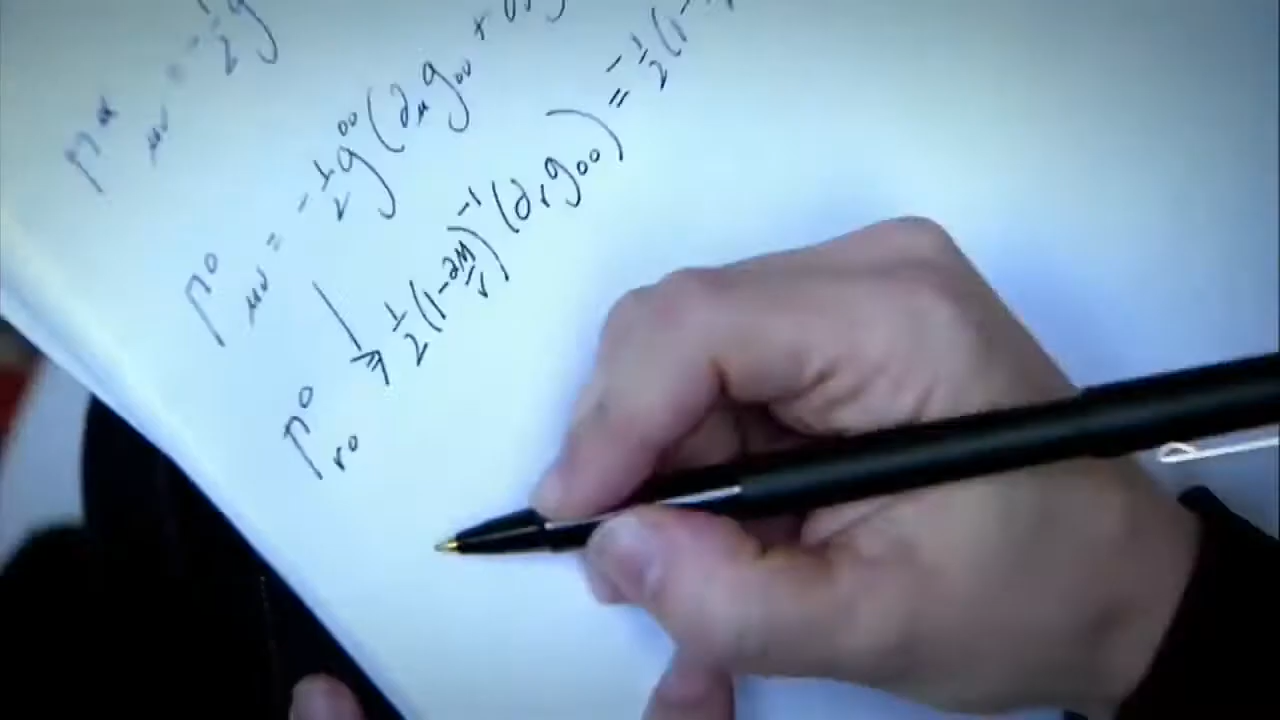 Γ^α_μν = -1/2 g
Γ^0_μν = -1/2 g^00 (∂_μ g_0ν +
Γ^0_r0 = 1/2 (1 - 2M/r)^-1 (∂_r g_00) = -1/2 (1 -